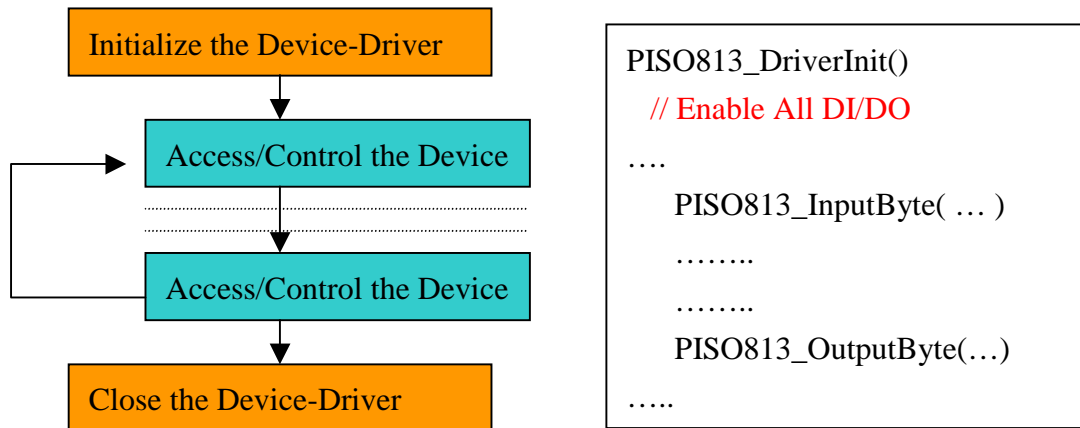 Initialize the Device-Driver
Access/Control the Device
Access/Control the Device
Close the Device-Driver
PISO813_DriverInit()
// Enable All DI/DO
….
PISO813_InputByte( … )
……..
……..
PISO813_OutputByte(…)
…..